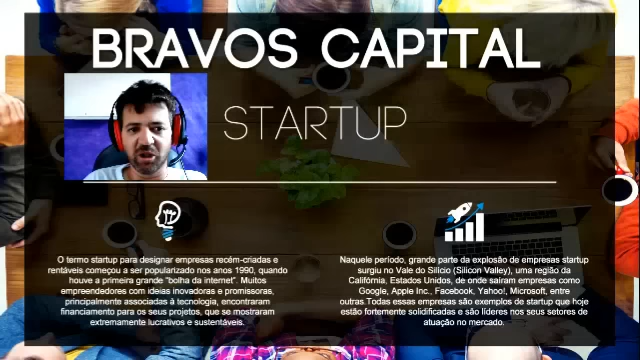 BRAVOS CAPITAL
STARTUP
O termo startup para designar empresas recém-criadas e
rentáveis começou a ser popularizado nos anos 1990, quando
houve a primeira grande "bolha da internet". Muitos
empreendedores com ideias inovadoras e promissoras,
principalmente associadas à tecnologia, encontraram
financiamento para os seus projetos, que se mostraram
extremamente lucrativos e sustentáveis.
Naquele período, grande parte da explosão de empresas startup
surgiu no Vale do Silício (Silicon Valley), uma região da
Califórnia, Estados Unidos, de onde saíram empresas como
Google, Apple Inc., Facebook, Yahoo!, Microsoft, entre
outras.Todas essas empresas são exemplos de startup que hoje
estão fortemente solidificadas e são líderes nos seus setores de
atuação no mercado.